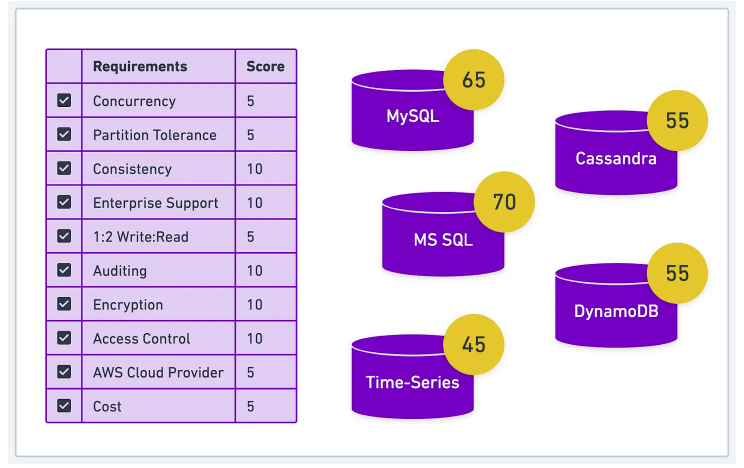 Requirements Score
Concurrency 5
Partition Tolerance 5
Consistency 10
Enterprise Support 10
1:2 Write:Read 5
Auditing 10
Encryption 10
Access Control 10
AWS Cloud Provider 5
Cost 5
65
MySQL
55
Cassandra
70
MS SQL
55
DynamoDB
45
Time-Series